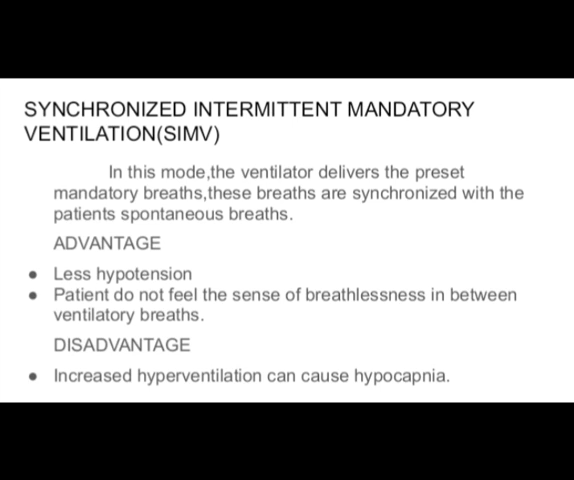 SYNCHRONIZED INTERMITTENT MANDATORY
VENTILATION(SIMV)
In this mode,the ventilator delivers the preset
mandatory breaths,these breaths are synchronized with the
patients spontaneous breaths.
ADVANTAGE
● Less hypotension
● Patient do not feel the sense of breathlessness in between
ventilatory breaths.
DISADVANTAGE
● Increased hyperventilation can cause hypocapnia.